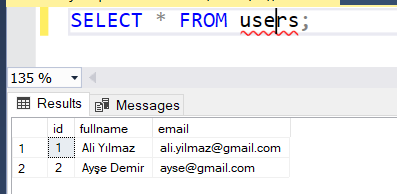 SELECT * FROM users;
135 %
Results Messages
id fullname email
1 1 Ali Yılmaz ali.yilmaz@gmail.com
2 2 Ayşe Demir ayse@gmail.com